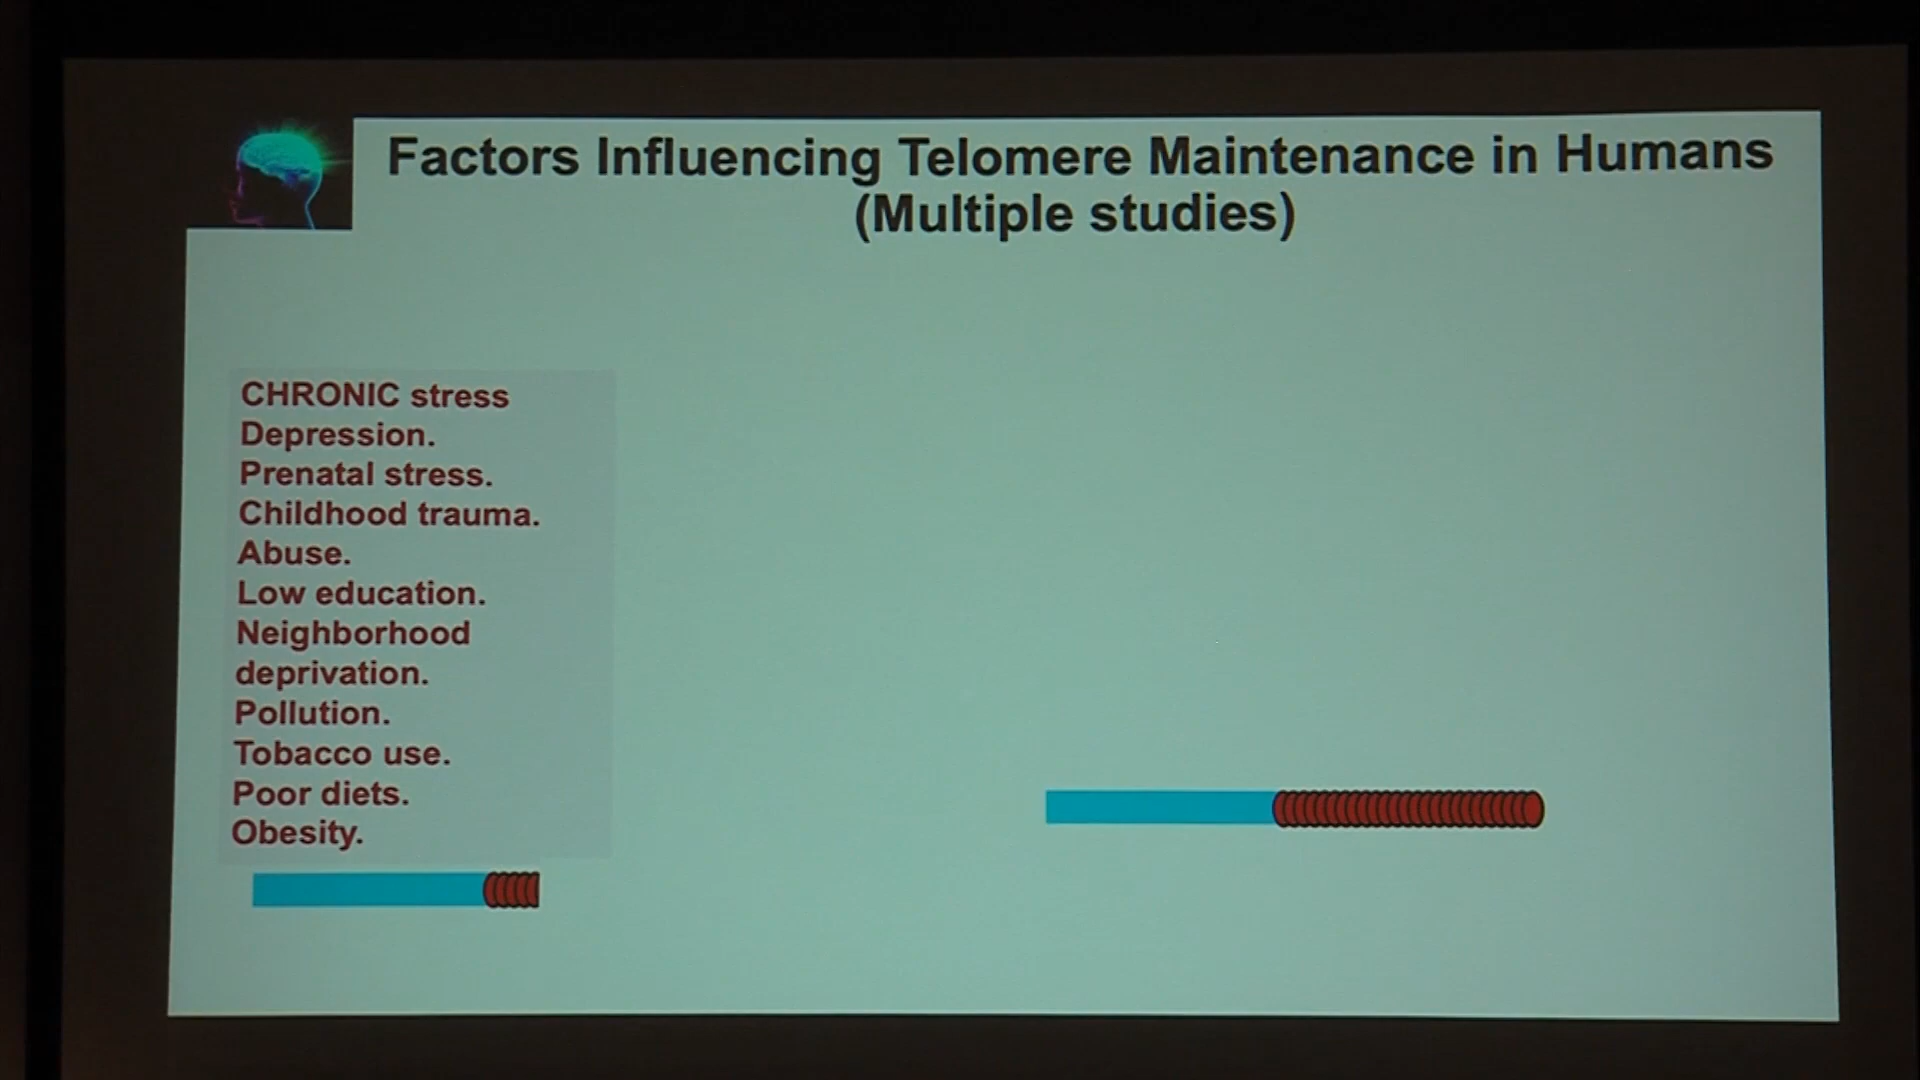 Factors Influencing Telomere Maintenance in Humans
(Multiple studies)
CHRONIC stress
Depression.
Prenatal stress.
Childhood trauma.
Abuse.
Low education.
Neighborhood
deprivation.
Pollution.
Tobacco use.
Poor diets.
Obesity.